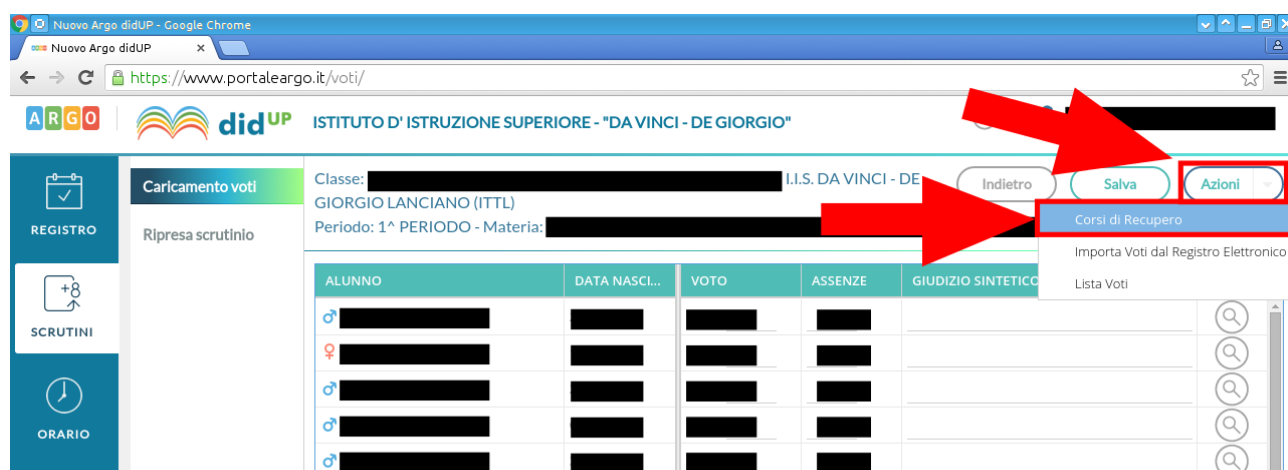 Nuovo Argo didUP - Google Chrome
Nuovo Argo didUP x
https://www.portaleargo.it/voti/
ARGO didUP ISTITUTO D' ISTRUZIONE SUPERIORE - "DA VINCI - DE GIORGIO"
REGISTRO
SCRUTINI
+8
ORARIO
Caricamento voti
Ripresa scrutinio
Classe: I.I.S. DA VINCI - DE
GIORGIO LANCIANO (ITTL)
Periodo: 1^ PERIODO - Materia:
Indietro Salva Azioni
Corsi di Recupero
Importa Voti dal Registro Elettronico
Lista Voti
ALUNNO DATA NASCI... VOTO ASSENZE GIUDIZIO SINTETICO